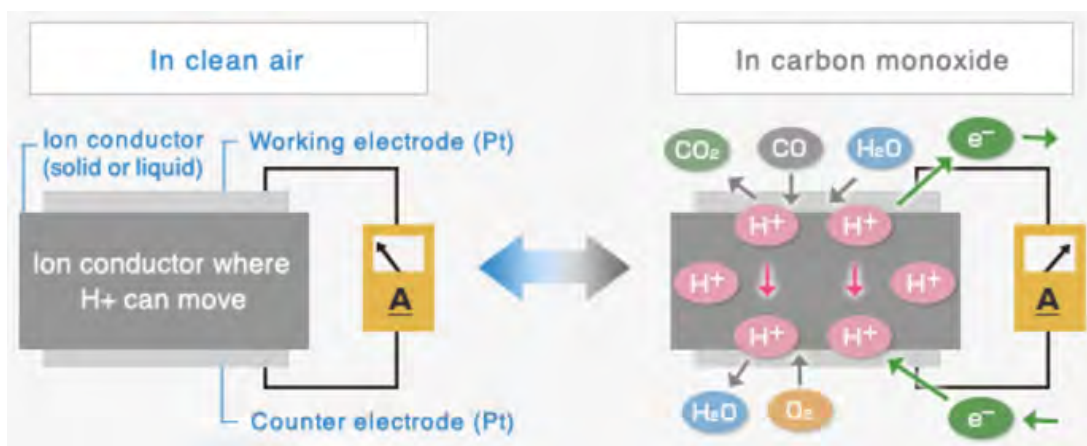 In clean air
Ion conductor
(solid or liquid)
Working electrode (Pt)
Ion conductor where
H+ can move
A
Counter electrode (Pt)
In carbon monoxide
CO₂
CO
H₂O
e⁻
H⁺
H⁺
H⁺
H⁺
A
H⁺
H⁺
H₂O
O₂
e⁻